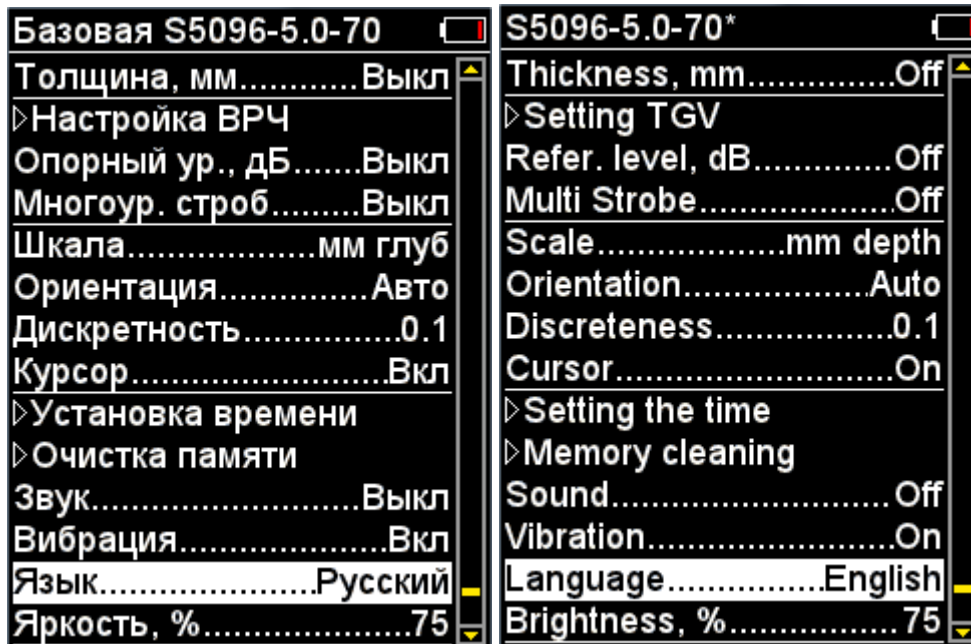 Базовая S5096-5.0-70
Толщина, мм............Выкл
▷Настройка ВРЧ
Опорный ур., дБ.......Выкл
Многоур. строб.........Выкл
Шкала...................мм глуб
Ориентация...............Авто
Дискретность................0.1
Курсор..........................Вкл
▷Установка времени
▷Очистка памяти
Звук...........................Выкл
Вибрация.....................Вкл
Язык.....................Русский
Яркость, %.....................75
S5096-5.0-70*
Thickness, mm..............Off
▷Setting TGV
Refer. level, dB..............Off
Multi Strobe...................Off
Scale...................mm depth
Orientation...................Auto
Discreteness.................0.1
Cursor............................On
▷Setting the time
▷Memory cleaning
Sound...........................Off
Vibration........................On
Language...............English
Brightness, %.................75